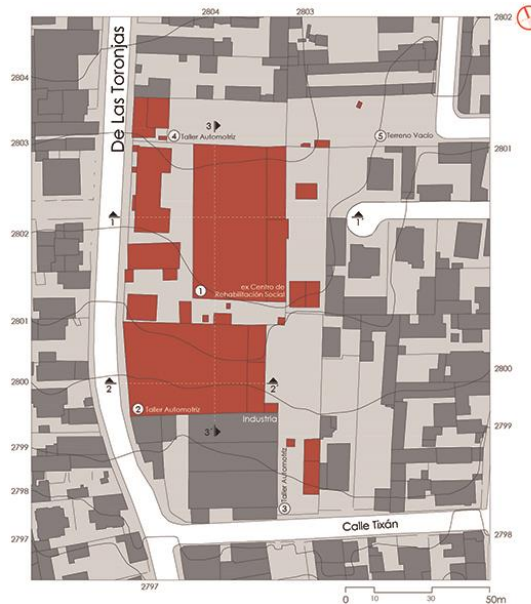 2804
2803
2802
2804
De Las Toronjas
3
4 Taller Automotriz
5 Terreno Vacío
2803
2801
1
1'
2802
1 ex Centro de
Rehabilitación Social
2801
2800
2800
2
2'
2 Taller Automotriz
Industria
3'
2799
2799
Taller Automotriz
3
2798
Calle Tixán
2798
2797
2797
0 10 30 50m